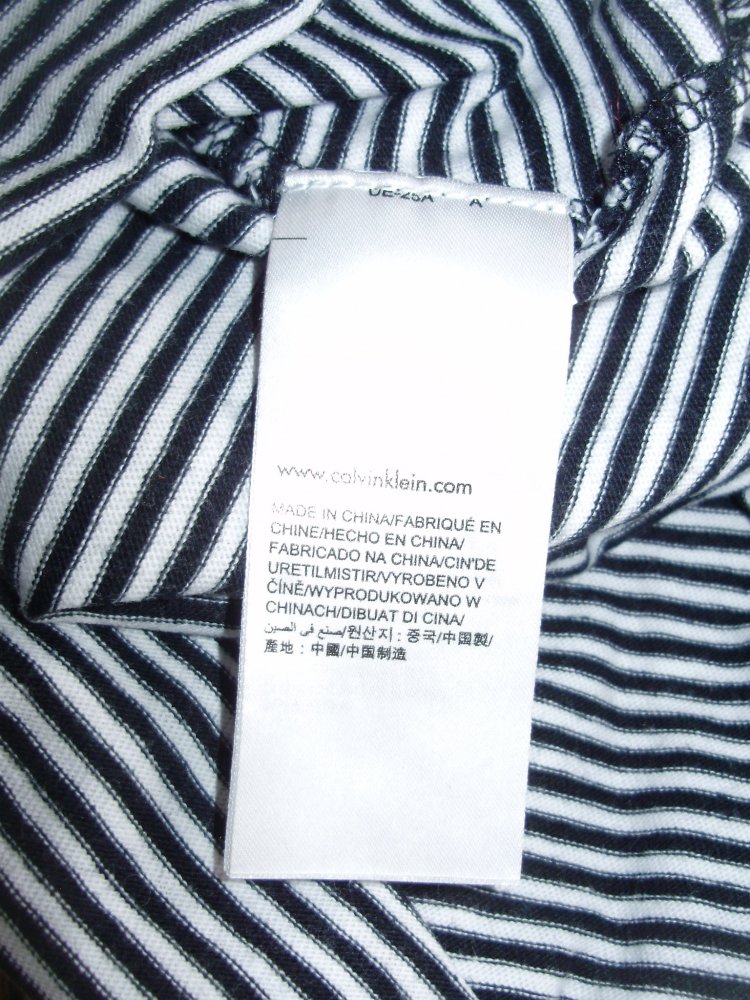 UE-25A A
www.calvinklein.com
MADE IN CHINA/FABRIQUÉ EN
CHINE/HECHO EN CHINA/
FABRICADO NA CHINA/CIN'DE
URETILMISTIR/VYROBENO V
ČÍNĚ/WYPRODUKOWANO W
CHINACH/DIBUAT DI CINA/
صنع في الصين/원산지 : 중국/中国製/
產地 : 中國/中国制造